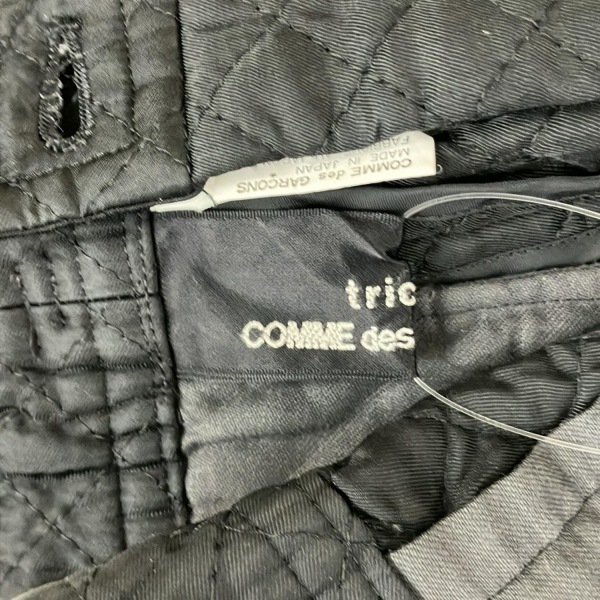 COMME des GARCONS
MADE IN JAPAN
tric
COMME des